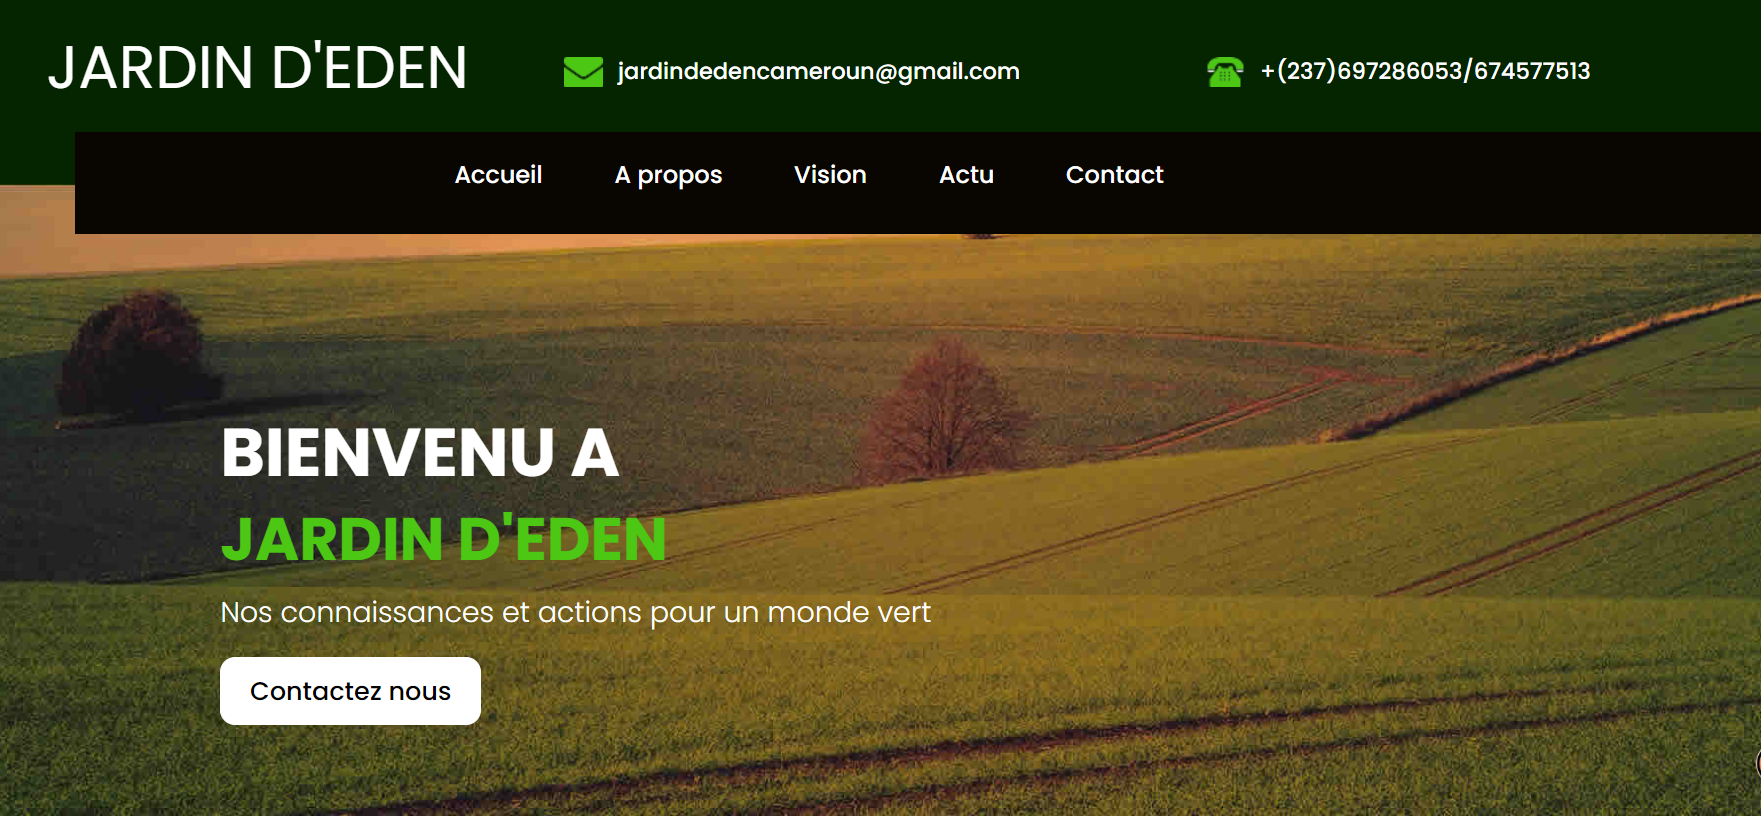 JARDIN D'EDEN
jardindedencameroun@gmail.com
+(237)697286053/674577513
Accueil A propos Vision Actu Contact
BIENVENU A
JARDIN D'EDEN
Nos connaissances et actions pour un monde vert
Contactez nous